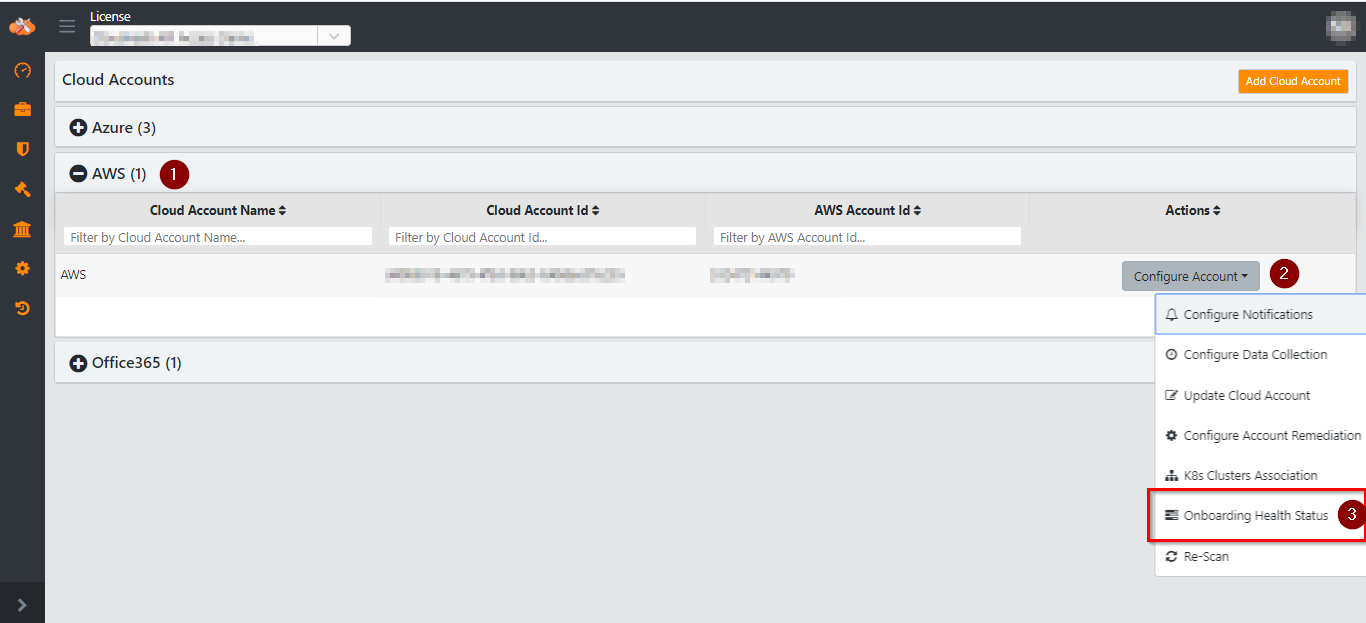 License
Cloud Accounts
Add Cloud Account
Azure (3)
AWS (1) 1
Cloud Account Name Cloud Account Id AWS Account Id Actions
Filter by Cloud Account Name... Filter by Cloud Account Id... Filter by AWS Account Id...
AWS Configure Account 2
Configure Notifications
Configure Data Collection
Office365 (1)
Update Cloud Account
Configure Account Remediation
K8s Clusters Association
Onboarding Health Status 3
Re-Scan